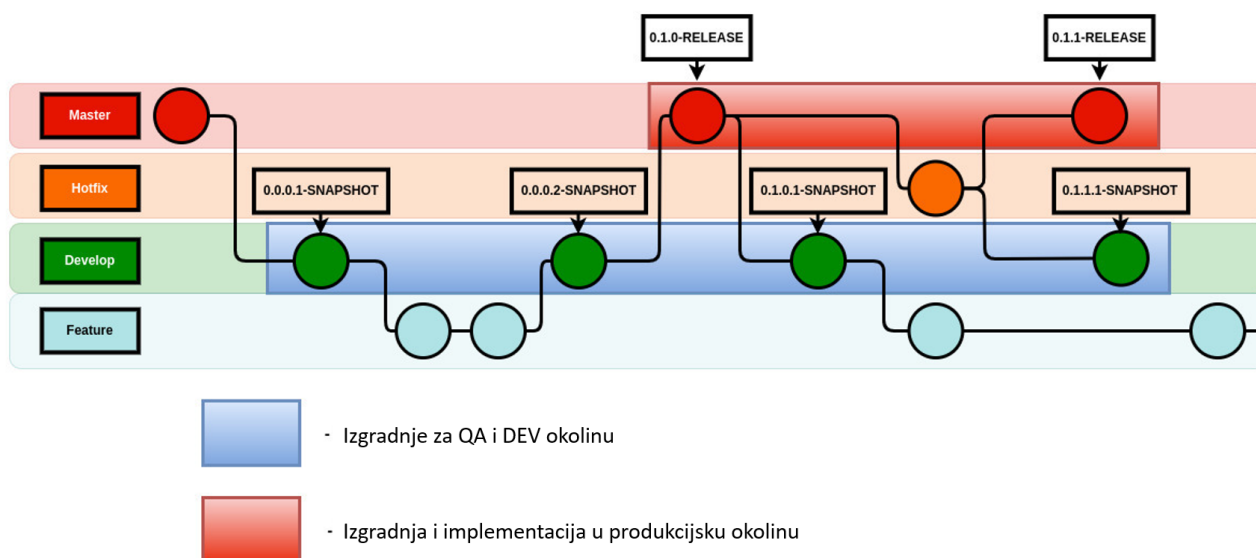 0.1.0-RELEASE
0.1.1-RELEASE
Master
Hotfix
0.0.0.1-SNAPSHOT
0.0.0.2-SNAPSHOT
0.1.0.1-SNAPSHOT
0.1.1.1-SNAPSHOT
Develop
Feature
- Izgradnje za QA i DEV okolinu
- Izgradnja i implementacija u produkcijsku okolinu